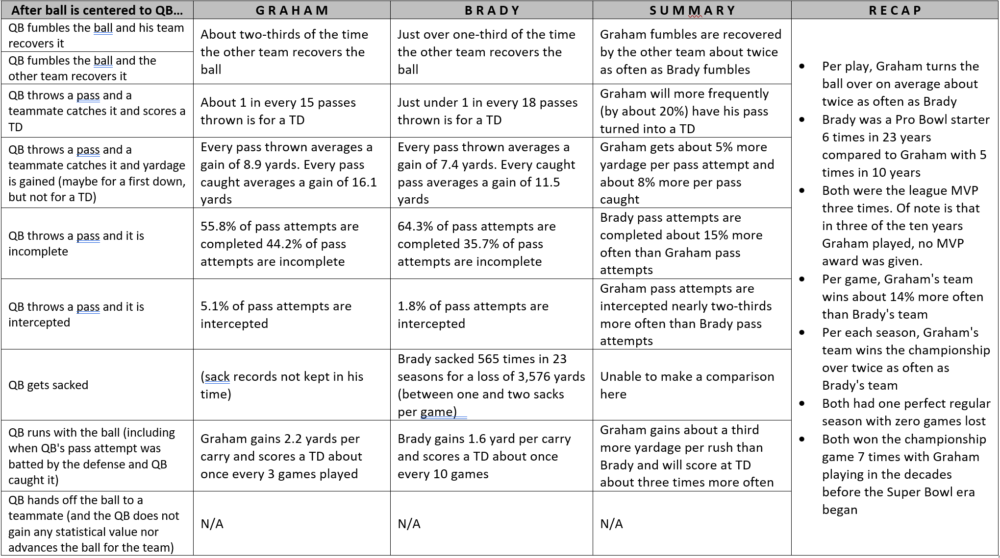 After ball is centered to QB...
G R A H A M
B R A D Y
S U M M A R Y
R E C A P
QB fumbles the ball and his team
recovers it
QB fumbles the ball and the
other team recovers it
About two-thirds of the time
the other team recovers the
ball
Just over one-third of the time
the other team recovers the
ball
Graham fumbles are recovered
by the other team about twice
as often as Brady fumbles
QB throws a pass and a
teammate catches it and scores a
TD
About 1 in every 15 passes
thrown is for a TD
Just under 1 in every 18 passes
thrown is for a TD
Graham will more frequently
(by about 20%) have his pass
turned into a TD
QB throws a pass and a
teammate catches it and yardage
is gained (maybe for a first down,
but not for a TD)
Every pass thrown averages a
gain of 8.9 yards. Every pass
caught averages a gain of 16.1
yards
Every pass thrown averages a
gain of 7.4 yards. Every caught
pass averages a gain of 11.5
yards
Graham gets about 5% more
yardage per pass attempt and
about 8% more per pass
caught
QB throws a pass and it is
incomplete
55.8% of pass attempts are
completed 44.2% of pass
attempts are incomplete
64.3% of pass attempts are
completed 35.7% of pass
attempts are incomplete
Brady pass attempts are
completed about 15% more
often than Graham pass
attempts
QB throws a pass and it is
intercepted
5.1% of pass attempts are
intercepted
1.8% of pass attempts are
intercepted
Graham pass attempts are
intercepted nearly two-thirds
more often than Brady pass
attempts
QB gets sacked
(sack records not kept in his
time)
Brady sacked 565 times in 23
seasons for a loss of 3,576 yards
(between one and two sacks
per game)
Unable to make a comparison
here
QB runs with the ball (including
when QB's pass attempt was
batted by the defense and QB
caught it)
Graham gains 2.2 yards per
carry and scores a TD about
once every 3 games played
Brady gains 1.6 yard per carry
and scores a TD about once
every 10 games
Graham gains about a third
more yardage per rush than
Brady and will score at TD
about three times more often
QB hands off the ball to a
teammate (and the QB does not
gain any statistical value nor
advances the ball for the team)
N/A
N/A
N/A
• Per play, Graham turns the
ball over on average about
twice as often as Brady
• Brady was a Pro Bowl starter
6 times in 23 years
compared to Graham with 5
times in 10 years
• Both were the league MVP
three times. Of note is that
in three of the ten years
Graham played, no MVP
award was given.
• Per game, Graham's team
wins about 14% more often
than Brady's team
• Per each season, Graham's
team wins the championship
over twice as often as
Brady's team
• Both had one perfect regular
season with zero games lost
• Both won the championship
game 7 times with Graham
playing in the decades
before the Super Bowl era
began